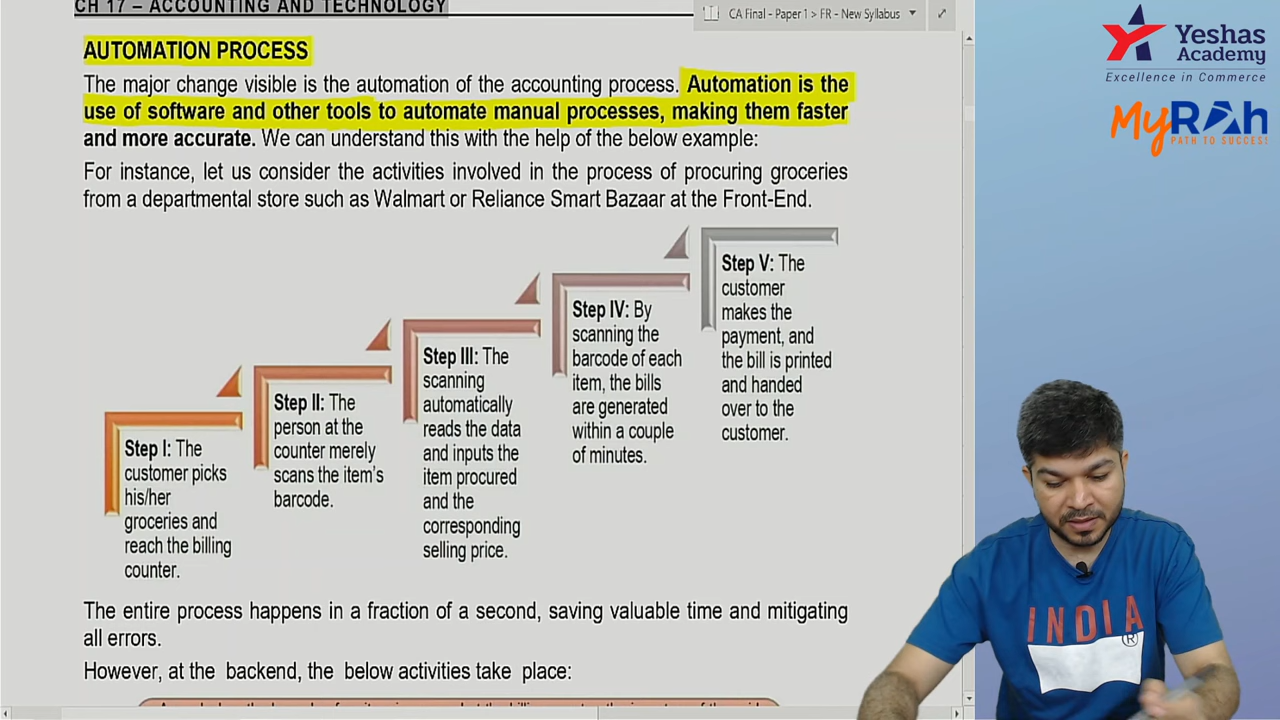 CH 17 – ACCOUNTING AND TECHNOLOGY
CA Final - Paper 1 > FR - New Syllabus
AUTOMATION PROCESS
The major change visible is the automation of the accounting process. Automation is the
use of software and other tools to automate manual processes, making them faster
and more accurate. We can understand this with the help of the below example:
For instance, let us consider the activities involved in the process of procuring groceries
from a departmental store such as Walmart or Reliance Smart Bazaar at the Front-End.
Step I: The
customer picks
his/her
groceries and
reach the billing
counter.
Step II: The
person at the
counter merely
scans the item's
barcode.
Step III: The
scanning
automatically
reads the data
and inputs the
item procured
and the
corresponding
selling price.
Step IV: By
scanning the
barcode of each
item, the bills
are generated
within a couple
of minutes.
Step V: The
customer
makes the
payment, and
the bill is printed
and handed
over to the
customer.
The entire process happens in a fraction of a second, saving valuable time and mitigating
all errors.
However, at the backend, the below activities take place:
Yeshas
Academy
Excellence in Commerce
MyRAh
PATH TO SUCCESS!
INDIA
®